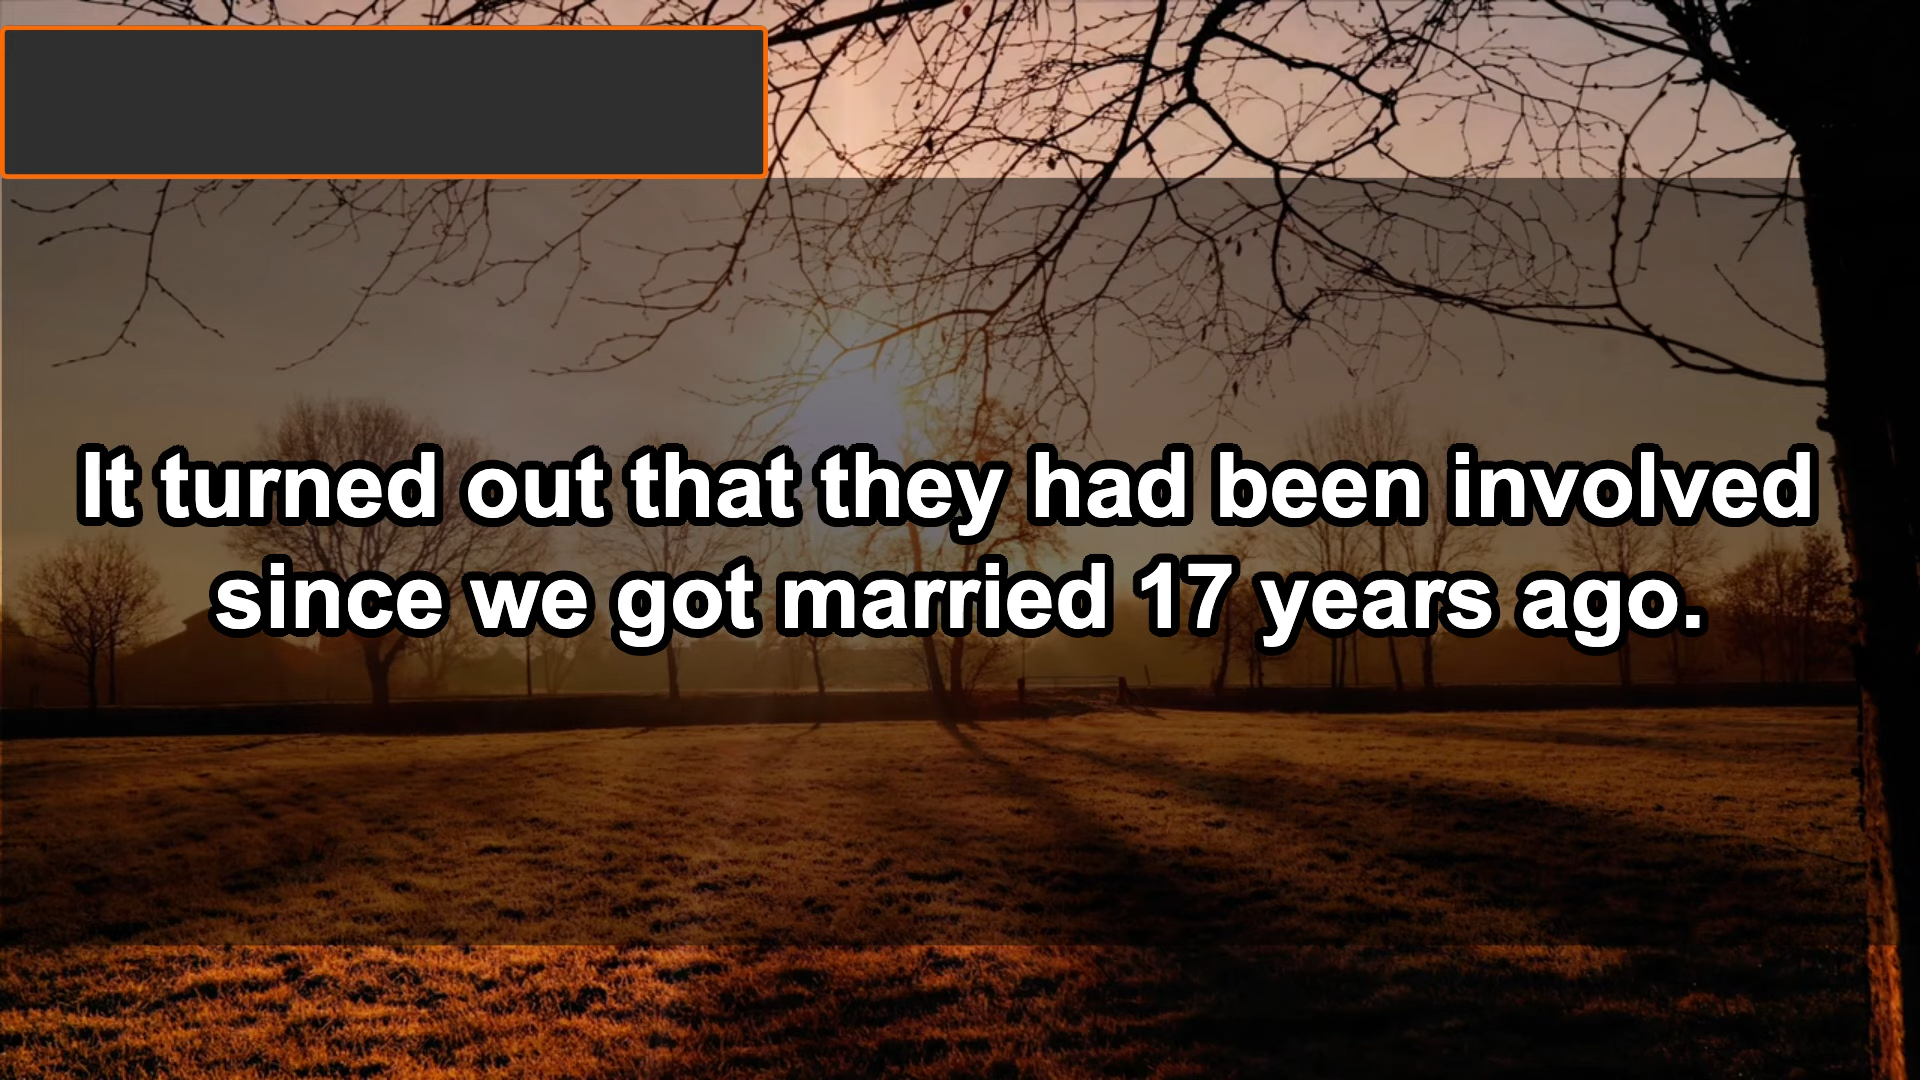 It turned out that they had been involved
since we got married 17 years ago.